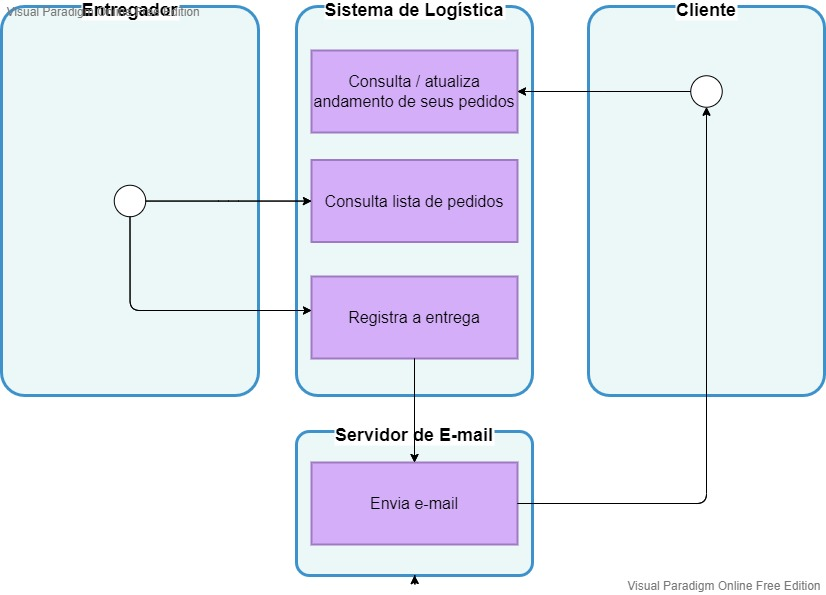 Visual Paradigm Online Free Edition
Entregador
Sistema de Logística
Cliente
Consulta / atualiza
andamento de seus pedidos
Consulta lista de pedidos
Registra a entrega
Servidor de E-mail
Envia e-mail
Visual Paradigm Online Free Edition